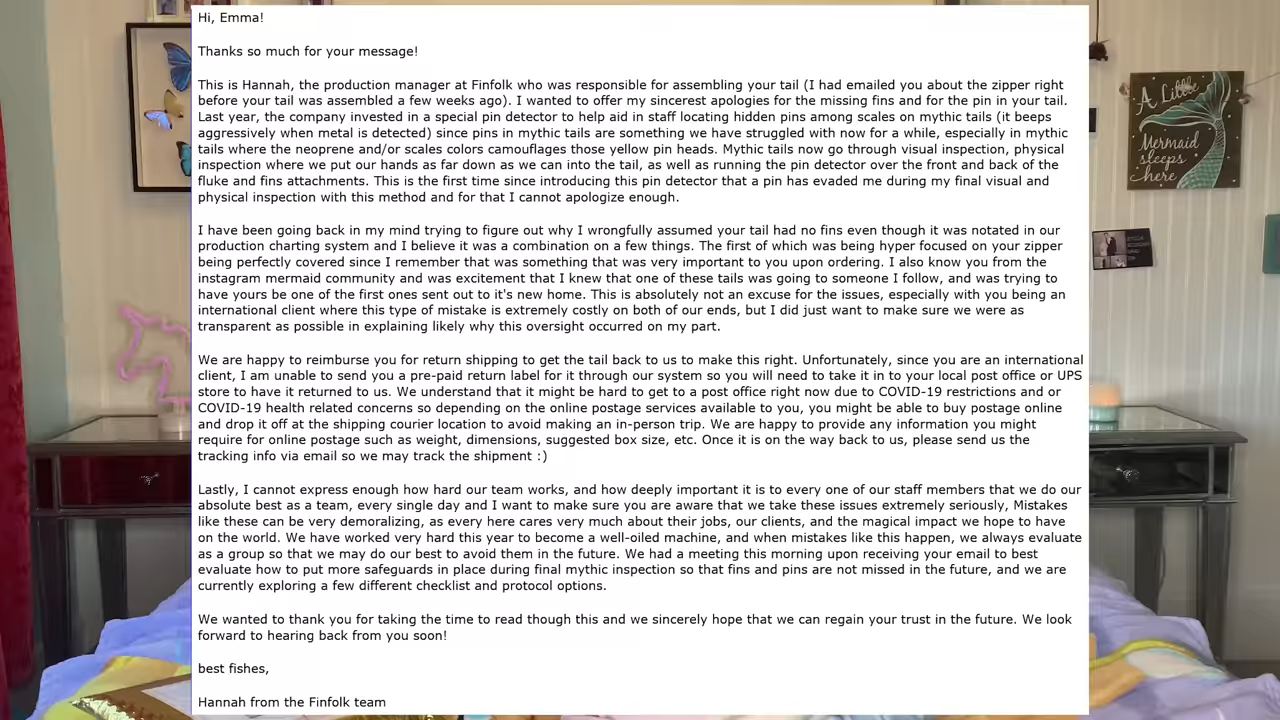 Hi, Emma!
Thanks so much for your message!
This is Hannah, the production manager at Finfolk who was responsible for assembling your tail (I had emailed you about the zipper right
before your tail was assembled a few weeks ago). I wanted to offer my sincerest apologies for the missing fins and for the pin in your tail.
Last year, the company invested in a special pin detector to help aid in staff locating hidden pins among scales on mythic tails (it beeps
aggressively when metal is detected) since pins in mythic tails are something we have struggled with now for a while, especially in mythic
tails where the neoprene and/or scales colors camouflages those yellow pin heads. Mythic tails now go through visual inspection, physical
inspection where we put our hands as far down as we can into the tail, as well as running the pin detector over the front and back of the
fluke and fins attachments. This is the first time since introducing this pin detector that a pin has evaded me during my final visual and
physical inspection with this method and for that I cannot apologize enough.
I have been going back in my mind trying to figure out why I wrongfully assumed your tail had no fins even though it was notated in our
production charting system and I believe it was a combination on a few things. The first of which was being hyper focused on your zipper
being perfectly covered since I remember that was something that was very important to you upon ordering. I also know you from the
instagram mermaid community and was excitement that I knew that one of these tails was going to someone I follow, and was trying to
have yours be one of the first ones sent out to it's new home. This is absolutely not an excuse for the issues, especially with you being an
international client where this type of mistake is extremely costly on both of our ends, but I did just want to make sure we were as
transparent as possible in explaining likely why this oversight occurred on my part.
We are happy to reimburse you for return shipping to get the tail back to us to make this right. Unfortunately, since you are an international
client, I am unable to send you a pre-paid return label for it through our system so you will need to take it in to your local post office or UPS
store to have it returned to us. We understand that it might be hard to get to a post office right now due to COVID-19 restrictions and or
COVID-19 health related concerns so depending on the online postage services available to you, you might be able to buy postage online
and drop it off at the shipping courier location to avoid making an in-person trip. We are happy to provide any information you might
require for online postage such as weight, dimensions, suggested box size, etc. Once it is on the way back to us, please send us the
tracking info via email so we may track the shipment :)
Lastly, I cannot express enough how hard our team works, and how deeply important it is to every one of our staff members that we do our
absolute best as a team, every single day and I want to make sure you are aware that we take these issues extremely seriously, Mistakes
like these can be very demoralizing, as every here cares very much about their jobs, our clients, and the magical impact we hope to have
on the world. We have worked very hard this year to become a well-oiled machine, and when mistakes like this happen, we always evaluate
as a group so that we may do our best to avoid them in the future. We had a meeting this morning upon receiving your email to best
evaluate how to put more safeguards in place during final mythic inspection so that fins and pins are not missed in the future, and we are
currently exploring a few different checklist and protocol options.
We wanted to thank you for taking the time to read though this and we sincerely hope that we can regain your trust in the future. We look
forward to hearing back from you soon!
best fishes,
Hannah from the Finfolk team
A Little
Mermaid
sleeps
here